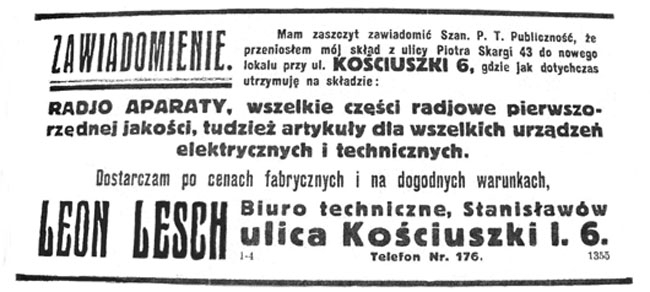 ZAWIADOMIENIE.
Mam zaszczyt zawiadomić Szan. P. T. Publiczność, że
przeniosłem mój skład z ulicy Piotra Skargi 43 do nowego
lokalu przy ul. KOŚCIUSZKI 6, gdzie jak dotychczas
utrzymuję na składzie:
RADJO APARATY, wszelkie części radjowe pierwszo-
rzędnej jakości, tudzież artykuły dla wszelkich urządzeń
elektrycznych i technicznych.
Dostarczam po cenach fabrycznych i na dogodnych warunkach,
LEON LESCH
Biuro techniczne, Stanisławów
ulica Kościuszki l. 6.
1-4 Telefon Nr. 176. 1355